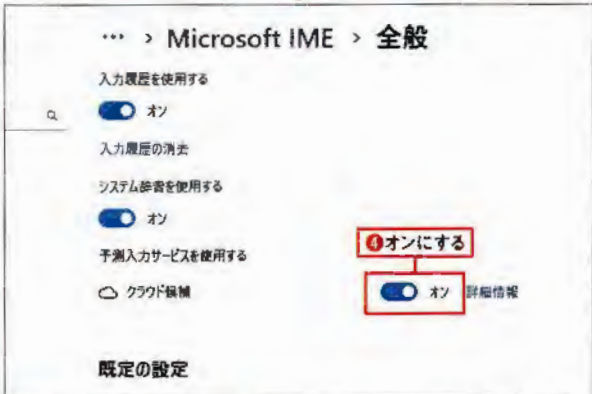 … › Microsoft IME › 全般
入力履歴を使用する
オン
入力履歴の消去
システム辞書を使用する
オン
❹オンにする
予測入力サービスを使用する
クラウド候補 オン 詳細情報
既定の設定